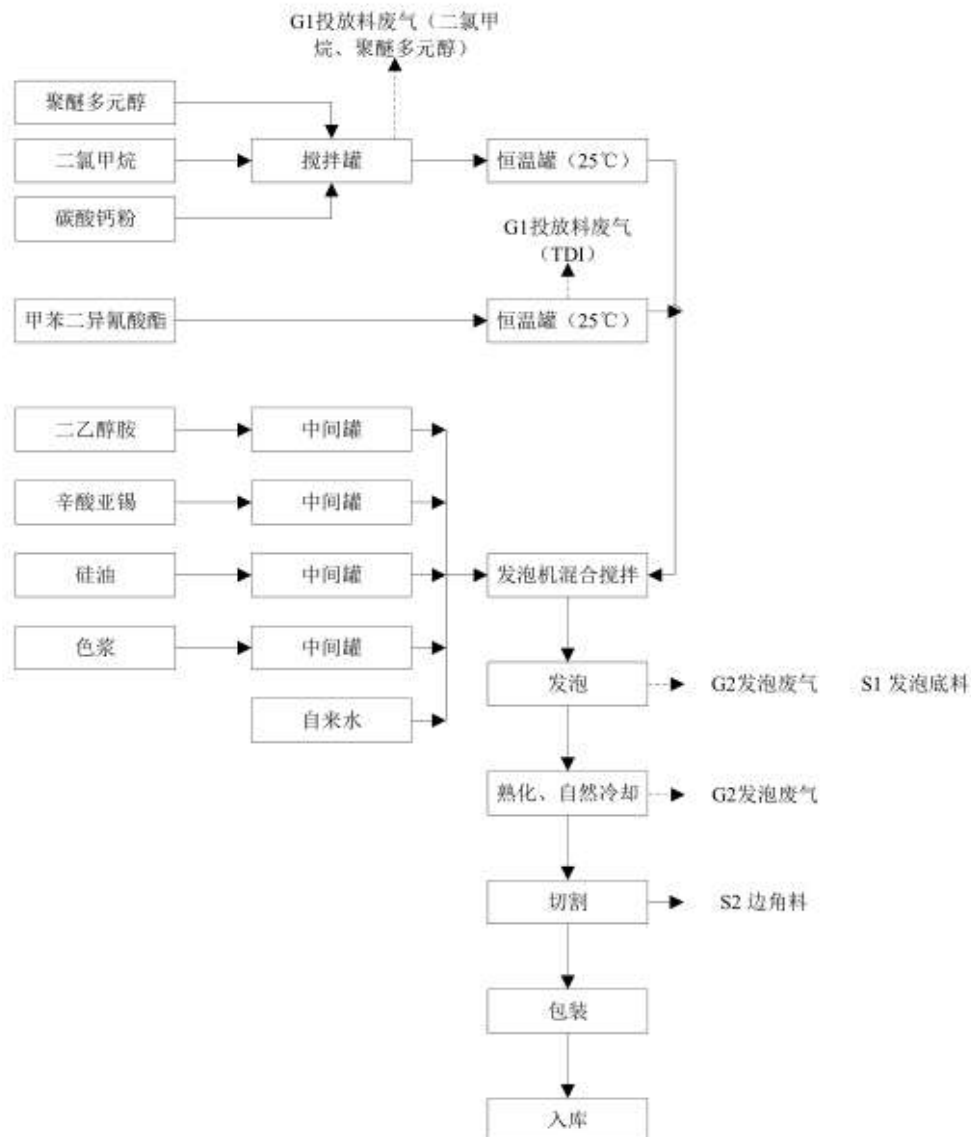 G1投放料废气（二氯甲
烷、聚醚多元醇）
聚醚多元醇
二氯甲烷
搅拌罐
恒温罐（25℃）
碳酸钙粉
G1投放料废气
（TDI）
甲苯二异氰酸酯
恒温罐（25℃）
二乙醇胺
中间罐
辛酸亚锡
中间罐
硅油
中间罐
发泡机混合搅拌
色浆
中间罐
发泡
G2发泡废气
S1 发泡底料
自来水
熟化、自然冷却
G2发泡废气
切割
S2 边角料
包装
入库